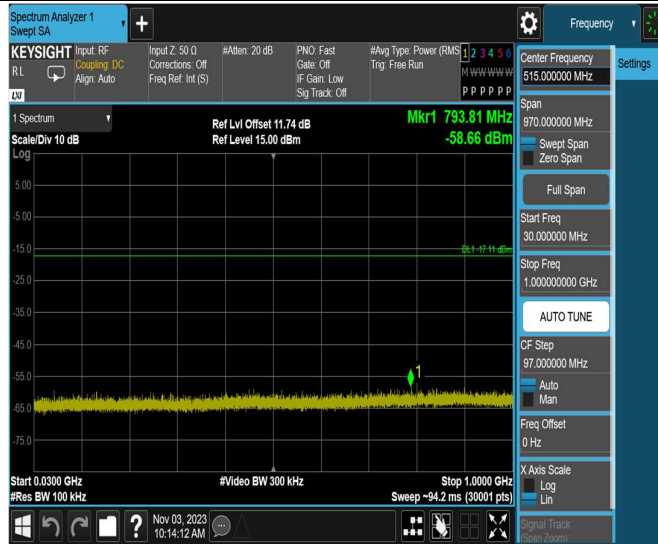 Spectrum Analyzer 1
Swept SA
+
Frequency
KEYSIGHT
RL
LXI
Input: RF
Coupling: DC
Align: Auto
Input Z: 50 Ω
Corrections: Off
Freq Ref: Int (S)
#Atten: 20 dB
PNO: Fast
Gate: Off
IF Gain: Low
Sig Track: Off
#Avg Type: Power (RMS
Trig: Free Run
1 2 3 4 5 6
M W W W W W
P P P P P P
1 Spectrum
Scale/Div 10 dB
Log
Ref Lvl Offset 11.74 dB
Ref Level 15.00 dBm
Mkr1 793.81 MHz
-58.66 dBm
5.00
-5.00
-15.0
DL1 -17.11 dBm
-25.0
-35.0
-45.0
-55.0
1
-65.0
-75.0
Start 0.0300 GHz
#Res BW 100 kHz
#Video BW 300 kHz
Stop 1.0000 GHz
Sweep ~94.2 ms (30001 pts)
?
Nov 03, 2023
10:14:12 AM
Center Frequency
515.000000 MHz
Settings
Span
970.000000 MHz
Swept Span
Zero Span
Full Span
Start Freq
30.000000 MHz
Stop Freq
1.000000000 GHz
AUTO TUNE
CF Step
97.000000 MHz
Auto
Man
Freq Offset
0 Hz
X Axis Scale
Log
Lin
Signal Track
(Span Zoom)